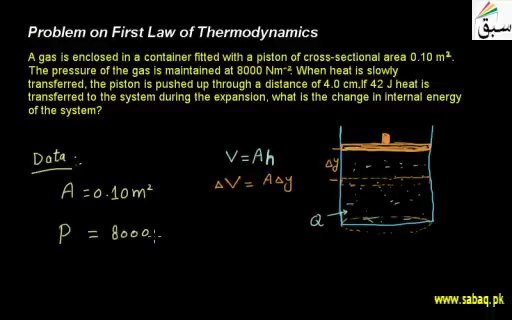 Problem on First Law of Thermodynamics
سبق
A gas is enclosed in a container fitted with a piston of cross-sectional area 0.10 m².
The pressure of the gas is maintained at 8000 Nm⁻². When heat is slowly
transferred, the piston is pushed up through a distance of 4.0 cm.If 42 J heat is
transferred to the system during the expansion, what is the change in internal energy
of the system?
Data :-
V=Ah
ΔV = AΔy
Δy
A = 0.10m²
P = 8000
Q
www.sabaq.pk